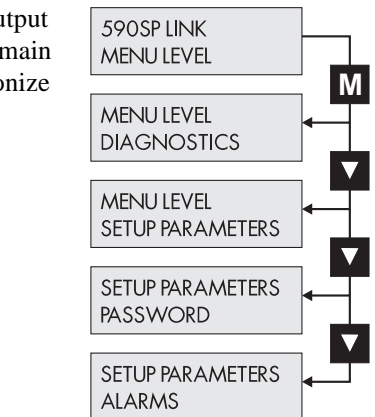 utput
main
onize
590SP LINK
MENU LEVEL
M
MENU LEVEL
DIAGNOSTICS
MENU LEVEL
SETUP PARAMETERS
SETUP PARAMETERS
PASSWORD
SETUP PARAMETERS
ALARMS